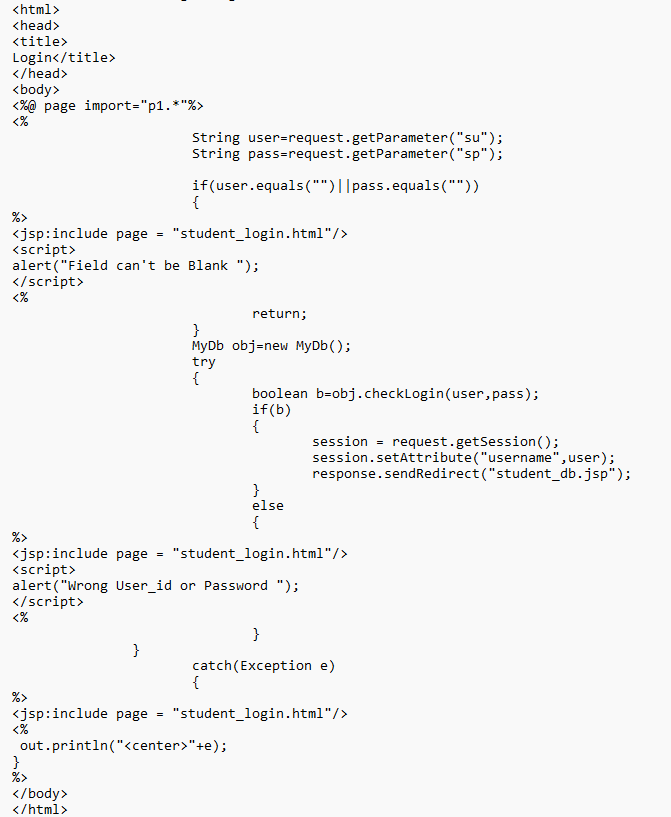 <html>
<head>
<title>
Login</title>
</head>
<body>
<%@ page import="p1.*"%>
<%
String user=request.getParameter("su");
String pass=request.getParameter("sp");
if(user.equals("")||pass.equals(""))
{
%>
<jsp:include page = "student_login.html"/>
<script>
alert("Field can't be Blank ");
</script>
<%
return;
}
MyDb obj=new MyDb();
try
{
boolean b=obj.checkLogin(user,pass);
if(b)
{
session = request.getSession();
session.setAttribute("username",user);
response.sendRedirect("student_db.jsp");
}
else
{
%>
<jsp:include page = "student_login.html"/>
<script>
alert("Wrong User_id or Password ");
</script>
<%
}
}
catch(Exception e)
{
%>
<jsp:include page = "student_login.html"/>
<%
out.println("<center>"+e);
}
%>
</body>
</html>